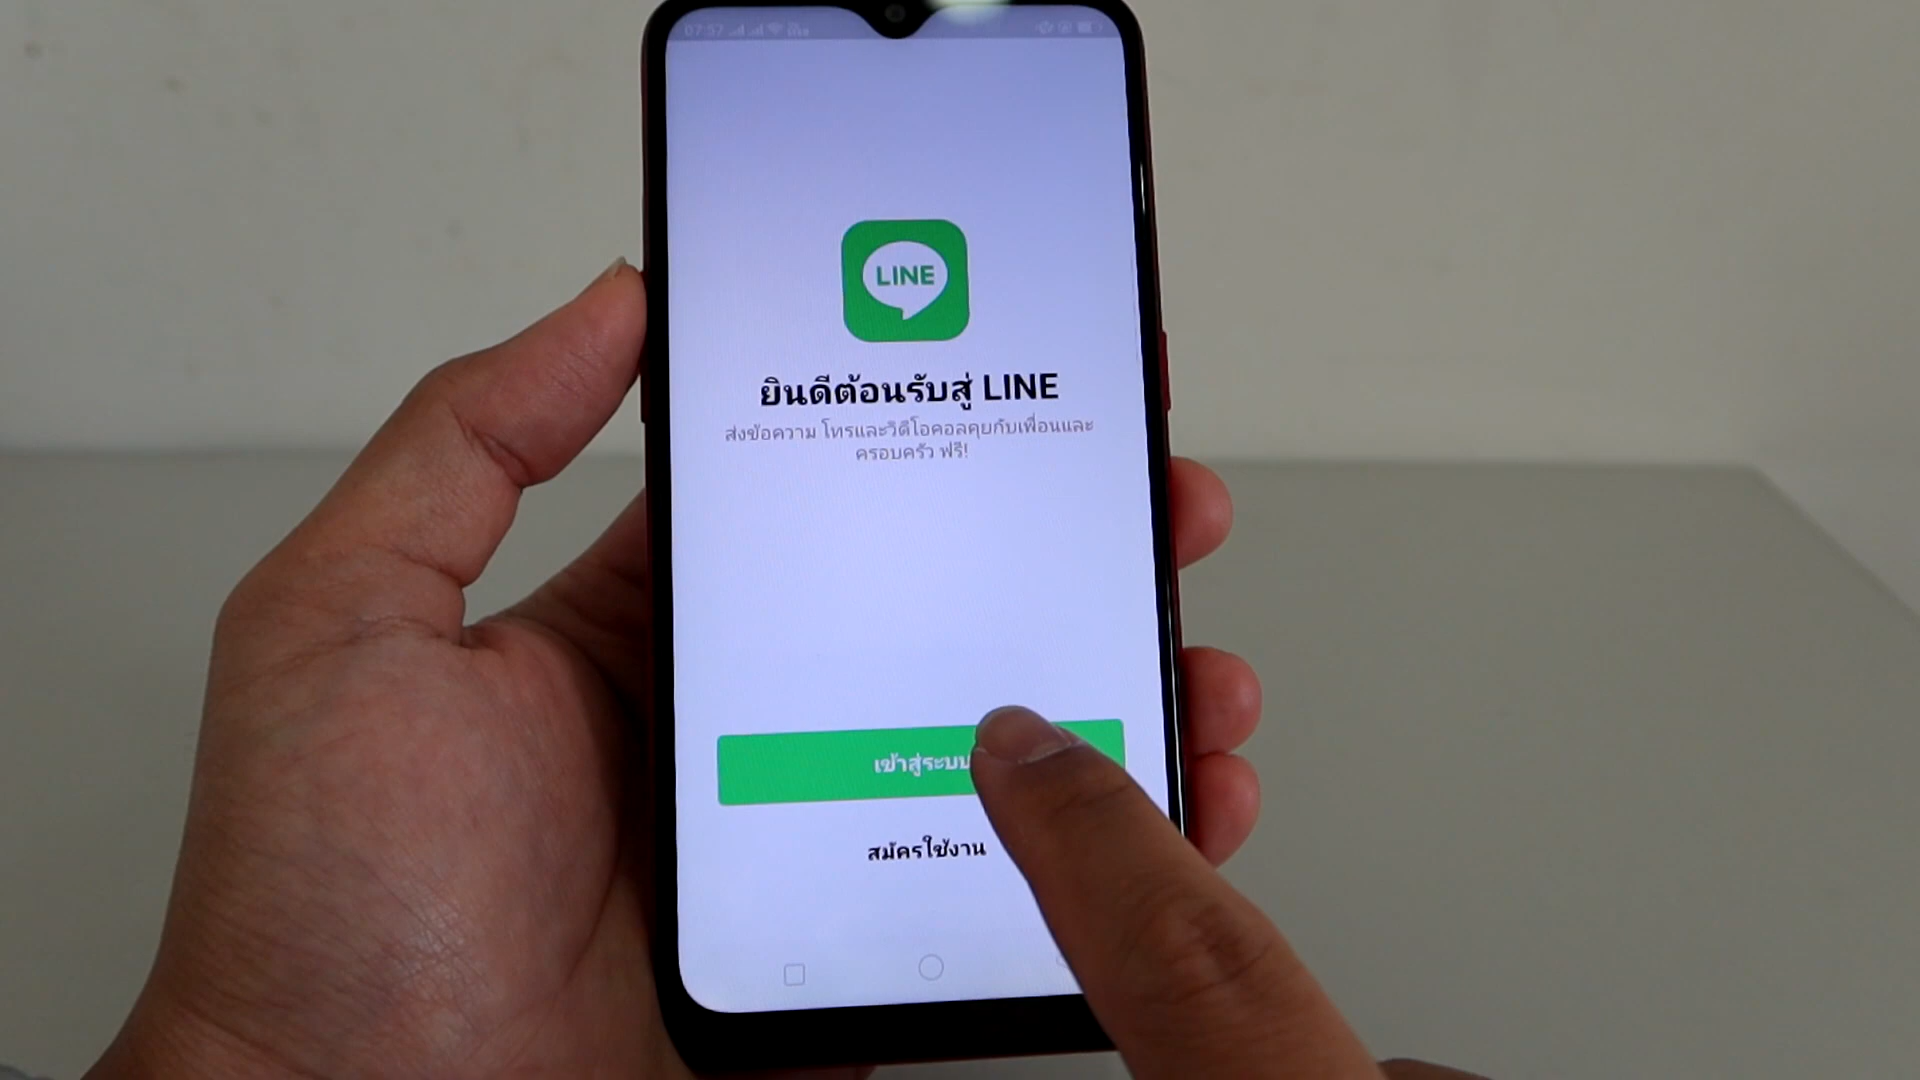 07:57
LINE
ยินดีต้อนรับสู่ LINE
ส่งข้อความ โทรและวิดีโอคอลคุยกับเพื่อนและ
ครอบครัว ฟรี!
เข้าสู่ระบบ
สมัครใช้งาน